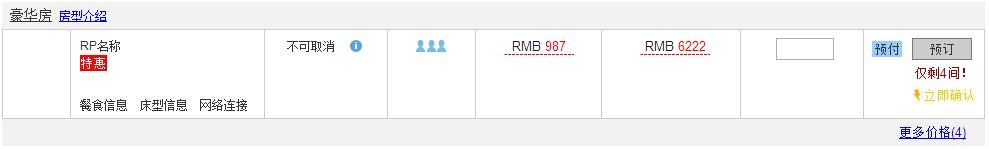 豪华房 房型介绍
RP名称 不可取消 RMB 987 RMB 6222 预付 预订
特惠
仅剩4间!
立即确认
餐食信息 床型信息 网络连接
更多价格(4)